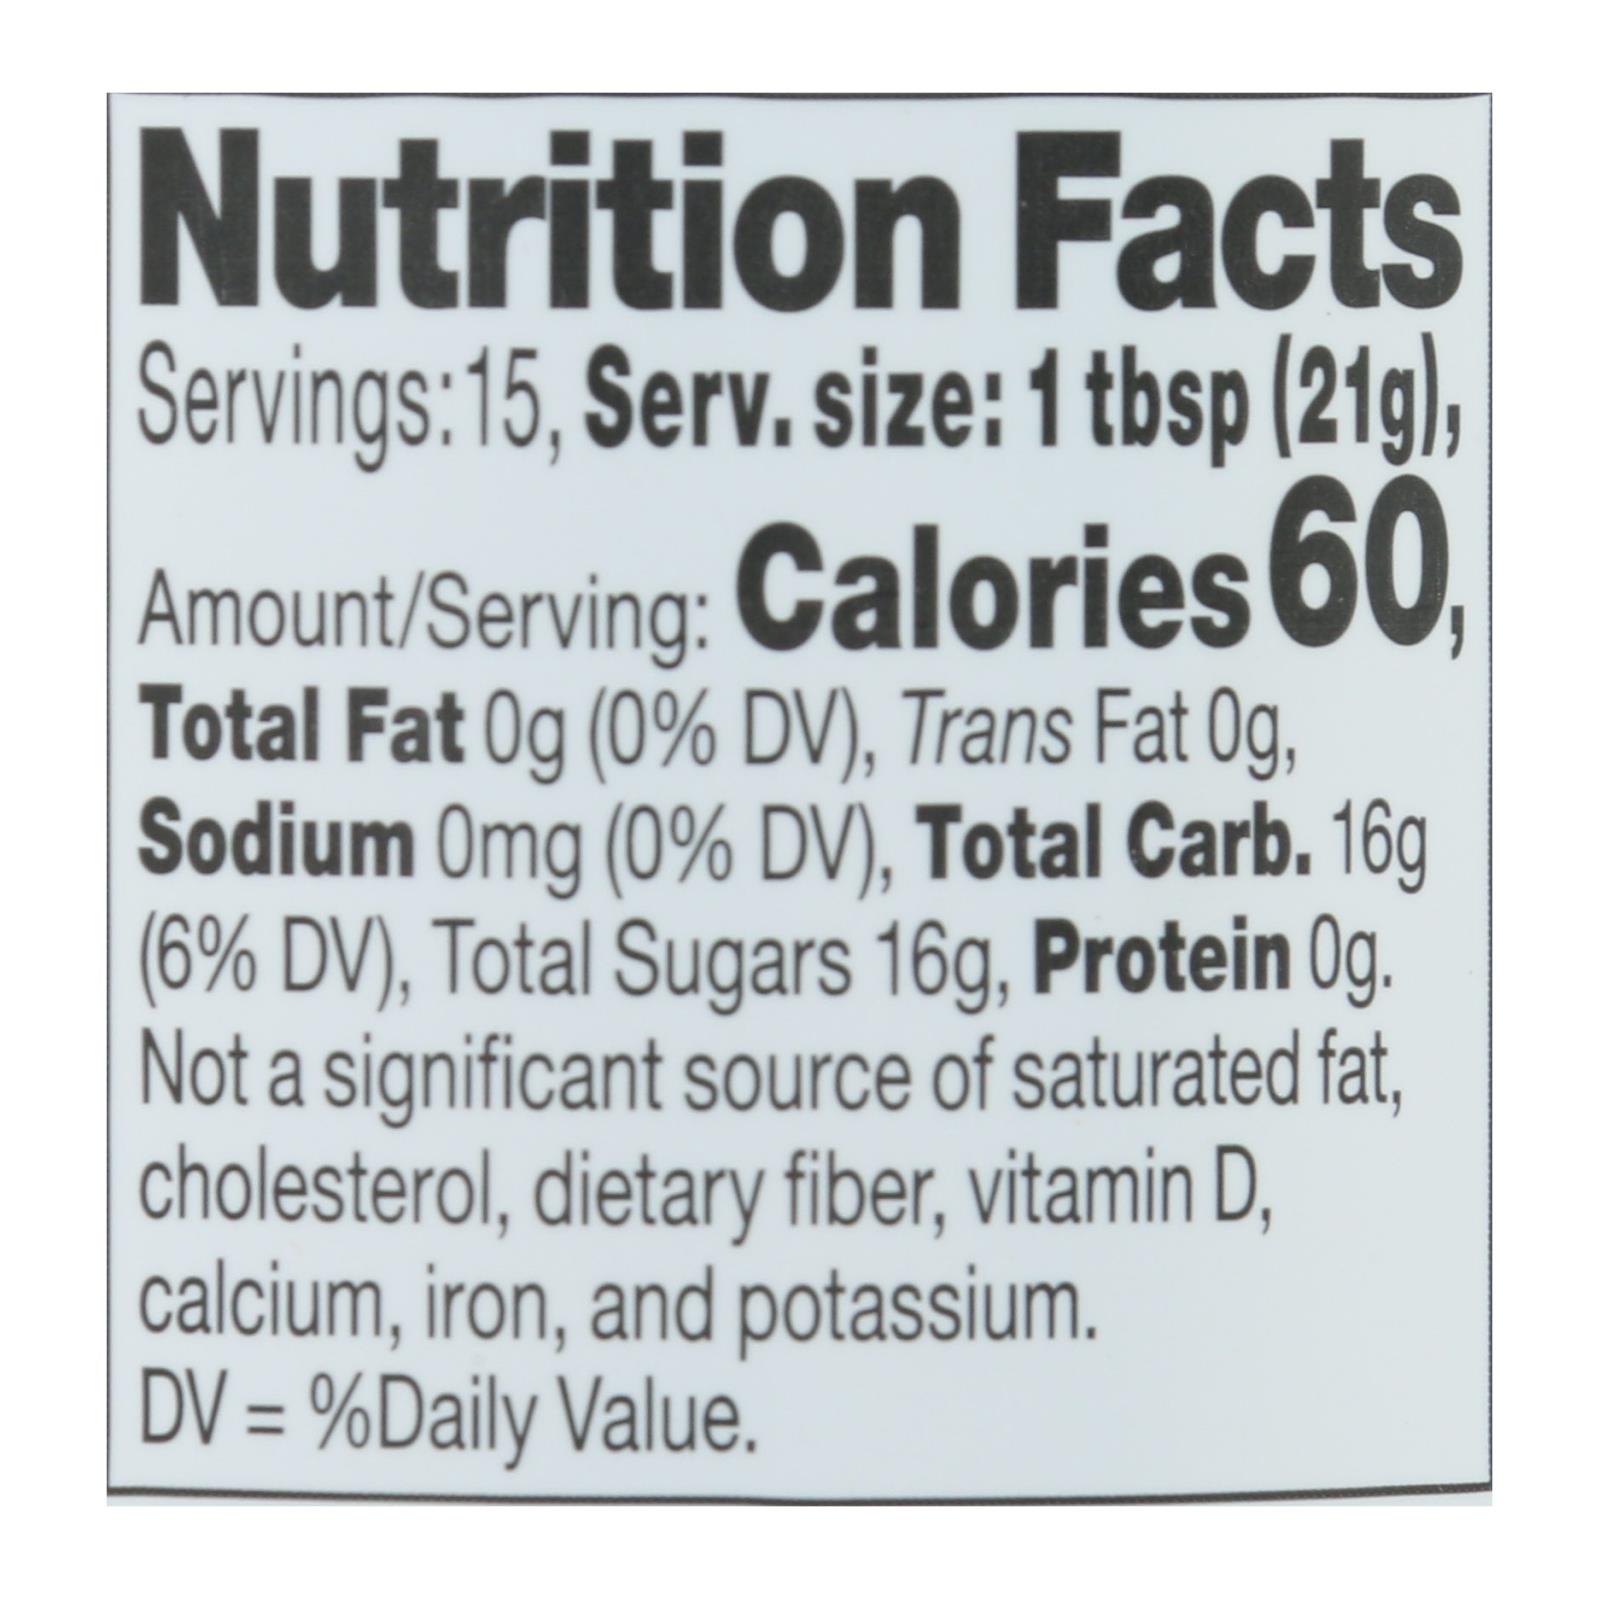 Nutrition Facts
Servings:15, Serv. size: 1 tbsp (21g),
Amount/Serving: Calories 60,
Total Fat 0g (0% DV), Trans Fat 0g,
Sodium 0mg (0% DV), Total Carb. 16g
(6% DV), Total Sugars 16g, Protein 0g.
Not a significant source of saturated fat,
cholesterol, dietary fiber, vitamin D,
calcium, iron, and potassium.
DV = %Daily Value.